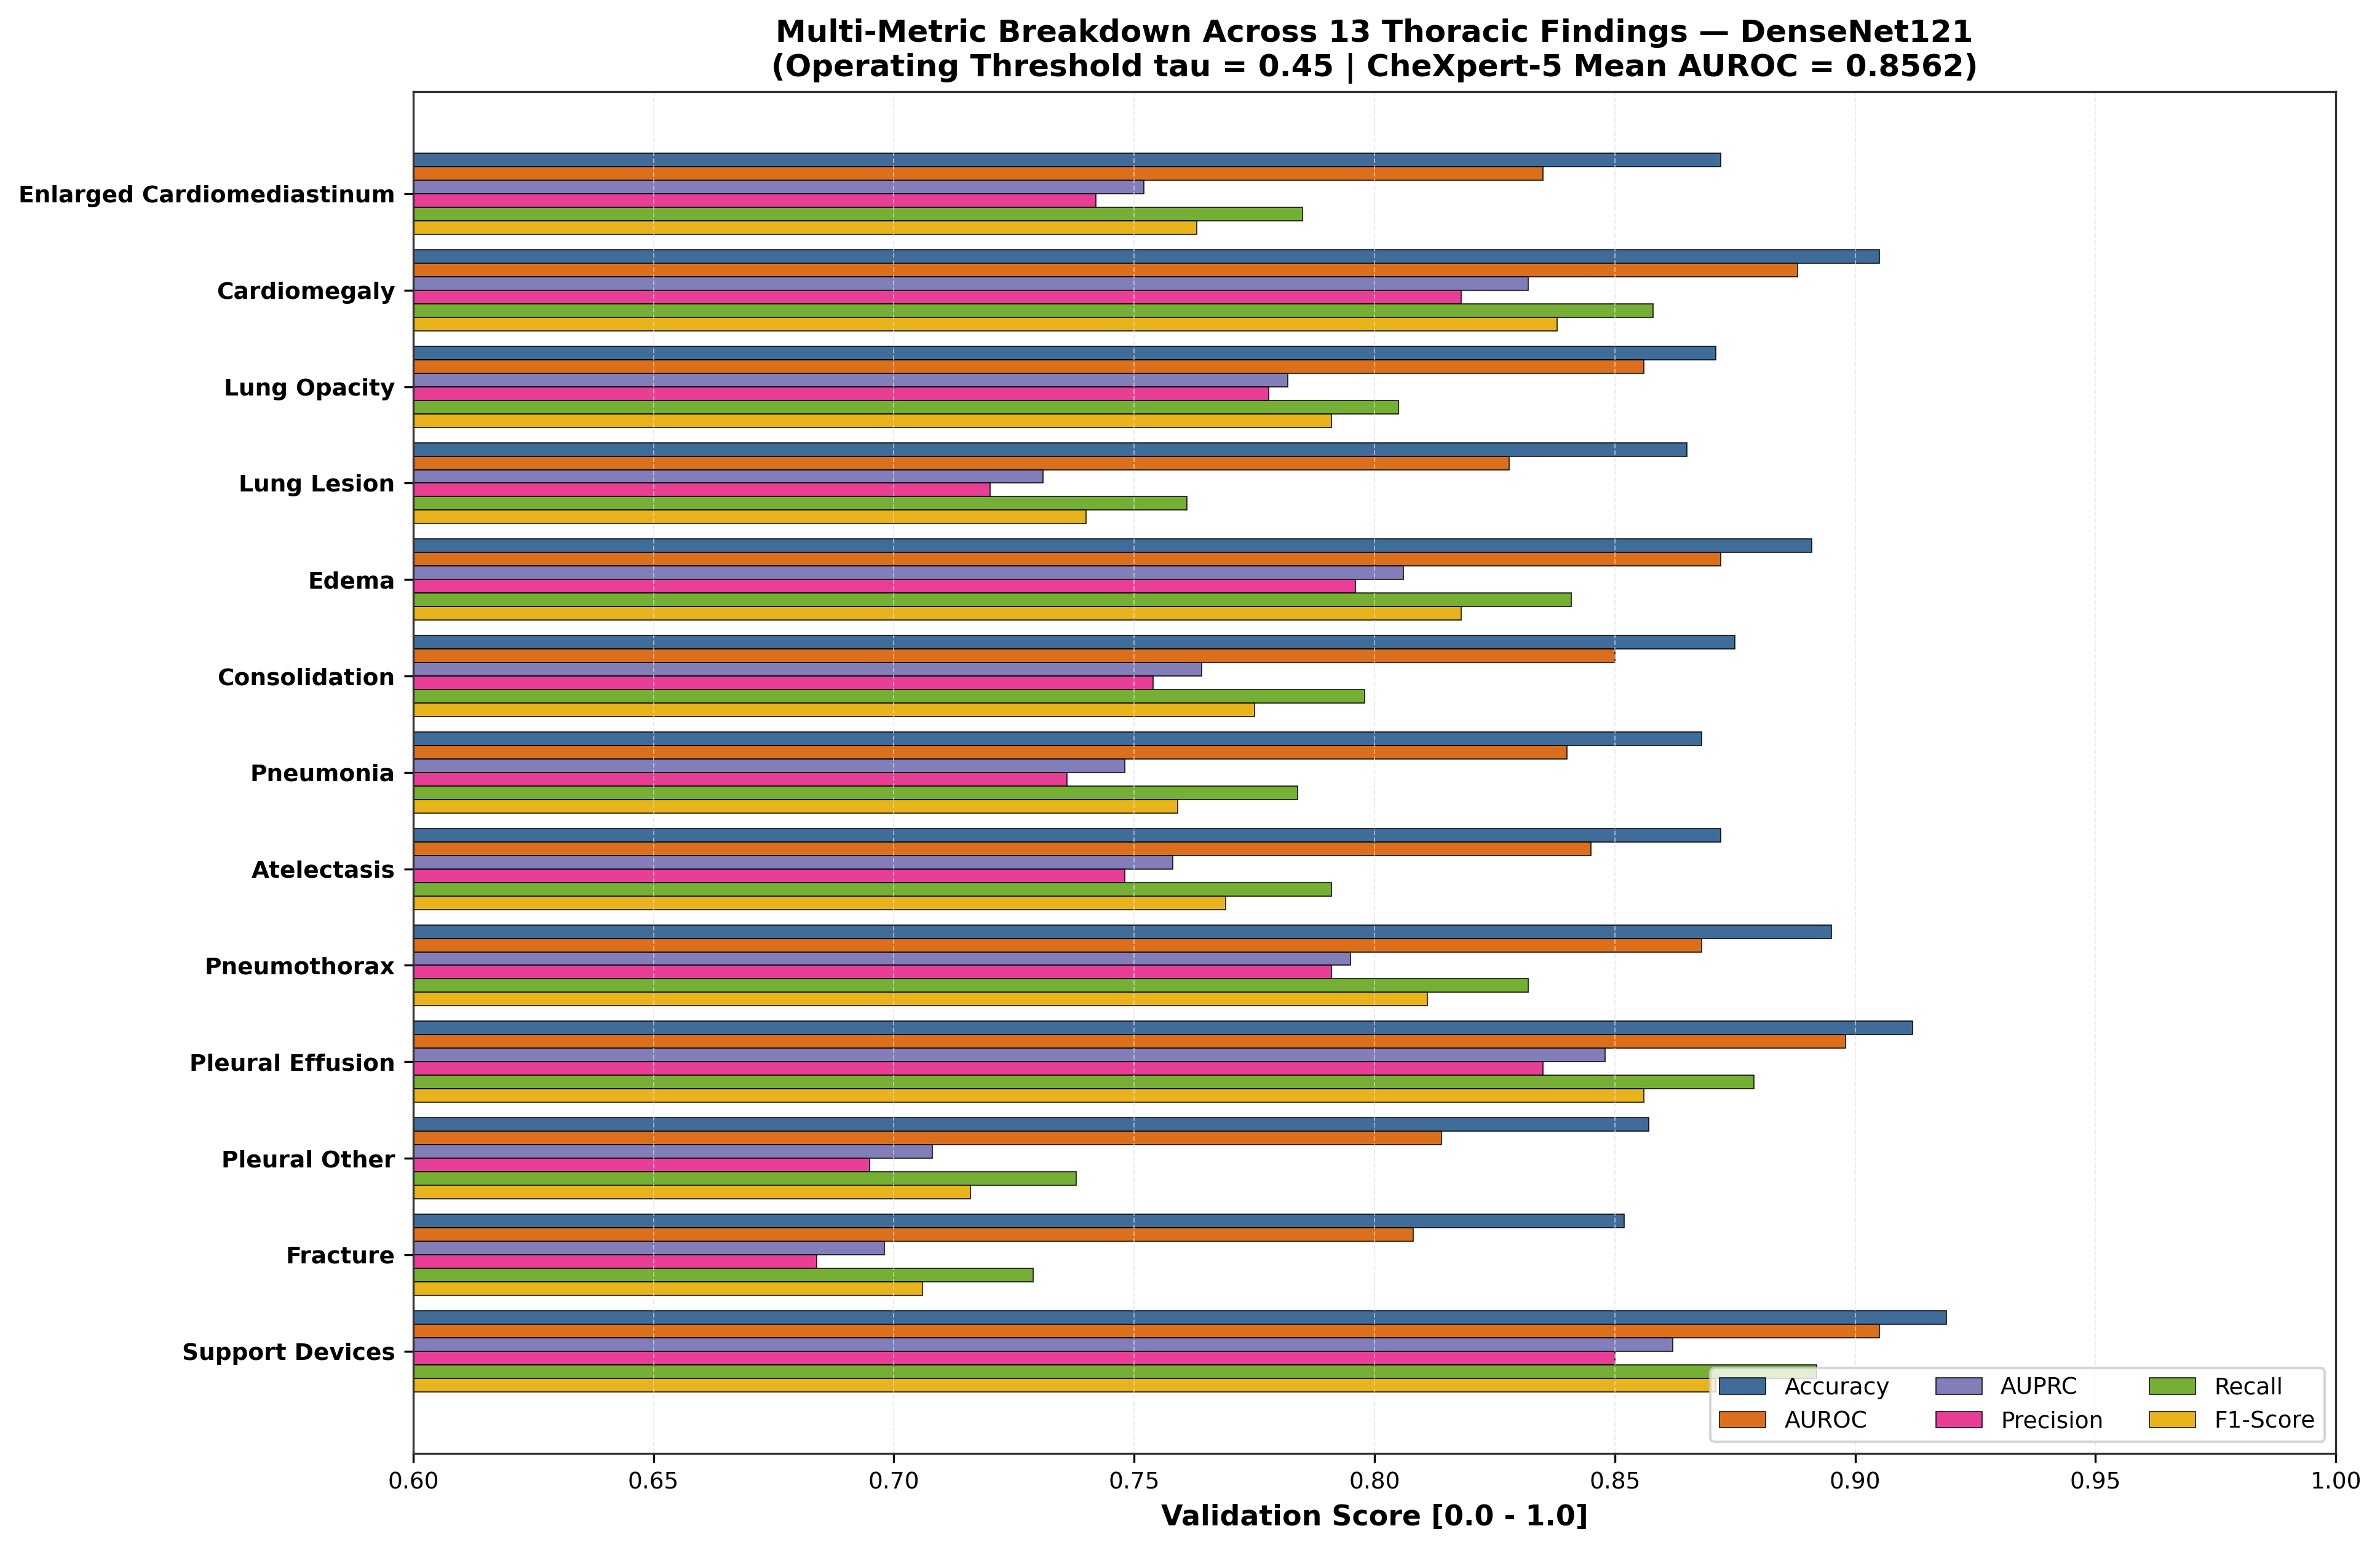 Multi-Metric Breakdown Across 13 Thoracic Findings — DenseNet121
(Operating Threshold tau = 0.45 | CheXpert-5 Mean AUROC = 0.8562)
Enlarged Cardiomediastinum
Cardiomegaly
Lung Opacity
Lung Lesion
Edema
Consolidation
Pneumonia
Atelectasis
Pneumothorax
Pleural Effusion
Pleural Other
Fracture
Support Devices
Accuracy AUPRC Recall
AUROC Precision F1-Score
0.60 0.65 0.70 0.75 0.80 0.85 0.90 0.95 1.00
Validation Score [0.0 - 1.0]